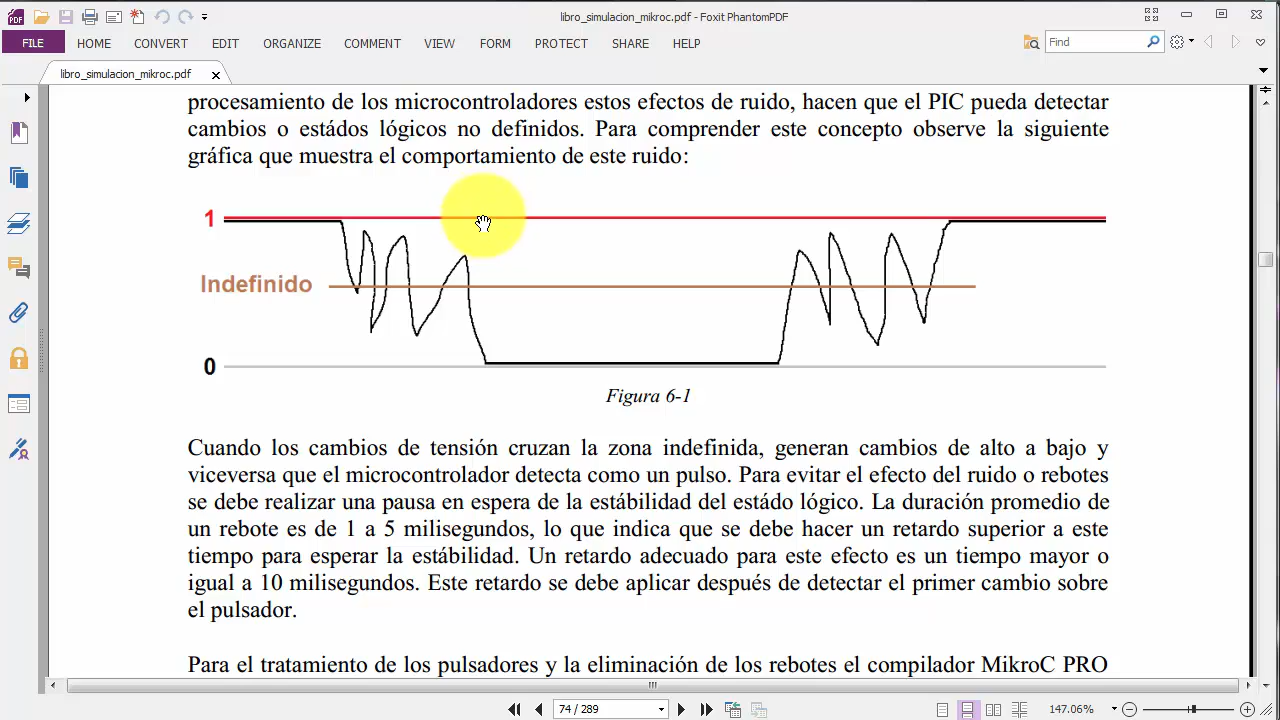 libro_simulacion_mikroc.pdf - Foxit PhantomPDF
FILE HOME CONVERT EDIT ORGANIZE COMMENT VIEW FORM PROTECT SHARE HELP Find
libro_simulacion_mikroc.pdf
procesamiento de los microcontroladores estos efectos de ruido, hacen que el PIC pueda detectar
cambios o estádos lógicos no definidos. Para comprender este concepto observe la siguiente
gráfica que muestra el comportamiento de este ruido:
1
Indefinido
0
Figura 6-1
Cuando los cambios de tensión cruzan la zona indefinida, generan cambios de alto a bajo y
viceversa que el microcontrolador detecta como un pulso. Para evitar el efecto del ruido o rebotes
se debe realizar una pausa en espera de la estábilidad del estádo lógico. La duración promedio de
un rebote es de 1 a 5 milisegundos, lo que indica que se debe hacer un retardo superior a este
tiempo para esperar la estábilidad. Un retardo adecuado para este efecto es un tiempo mayor o
igual a 10 milisegundos. Este retardo se debe aplicar después de detectar el primer cambio sobre
el pulsador.
Para el tratamiento de los pulsadores y la eliminación de los rebotes el compilador MikroC PRO
74 / 289 147.06%